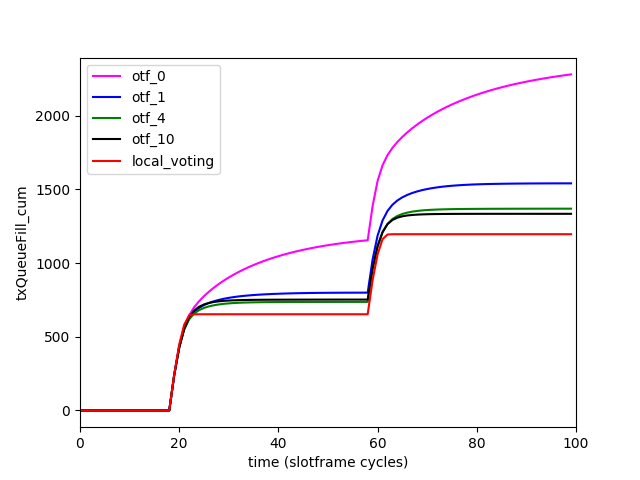 otf_0
otf_1
otf_4
otf_10
local_voting
txQueueFill_cum
2000
1500
1000
500
0
0 20 40 60 80 100
time (slotframe cycles)